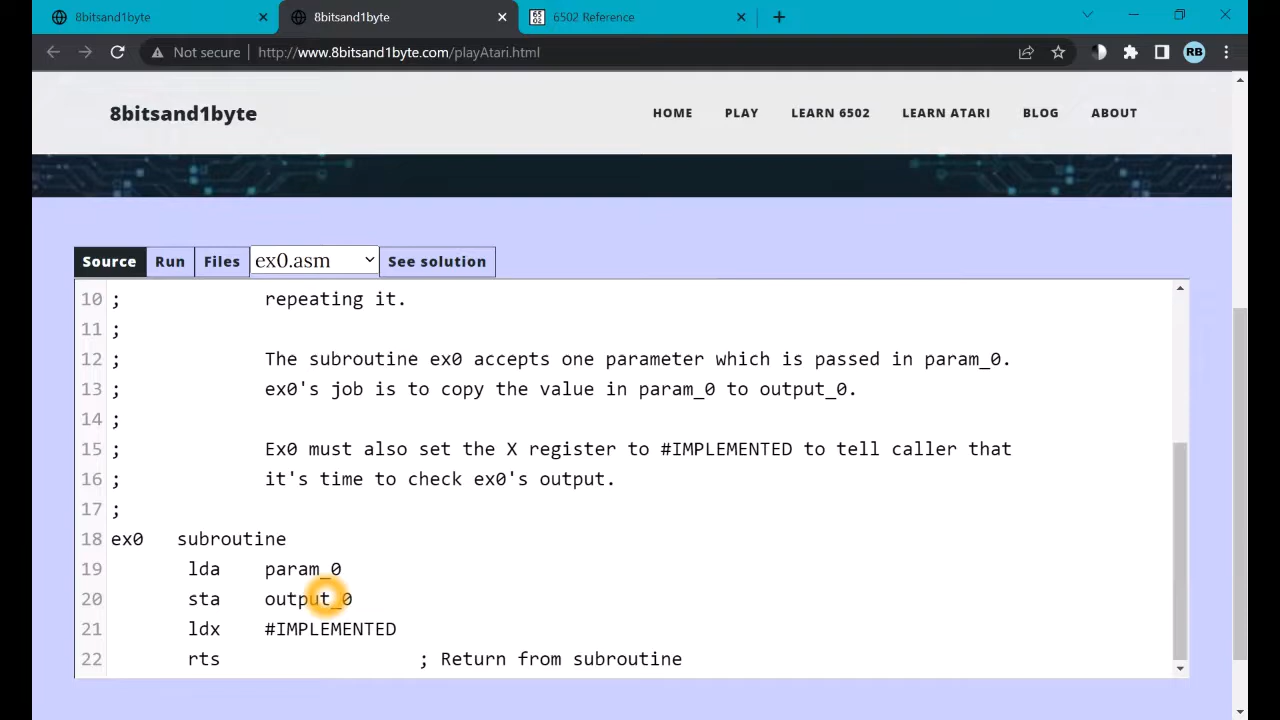 8bitsand1byte
8bitsand1byte
6502 Reference
Not secure
http://www.8bitsand1byte.com/playAtari.html
RB
8bitsand1byte
HOME PLAY LEARN 6502 LEARN ATARI BLOG ABOUT
Source Run Files ex0.asm See solution
10 ; repeating it.
11 ;
12 ; The subroutine ex0 accepts one parameter which is passed in param_0.
13 ; ex0's job is to copy the value in param_0 to output_0.
14 ;
15 ; Ex0 must also set the X register to #IMPLEMENTED to tell caller that
16 ; it's time to check ex0's output.
17 ;
18 ex0 subroutine
19 lda param_0
20 sta output_0
21 ldx #IMPLEMENTED
22 rts ; Return from subroutine